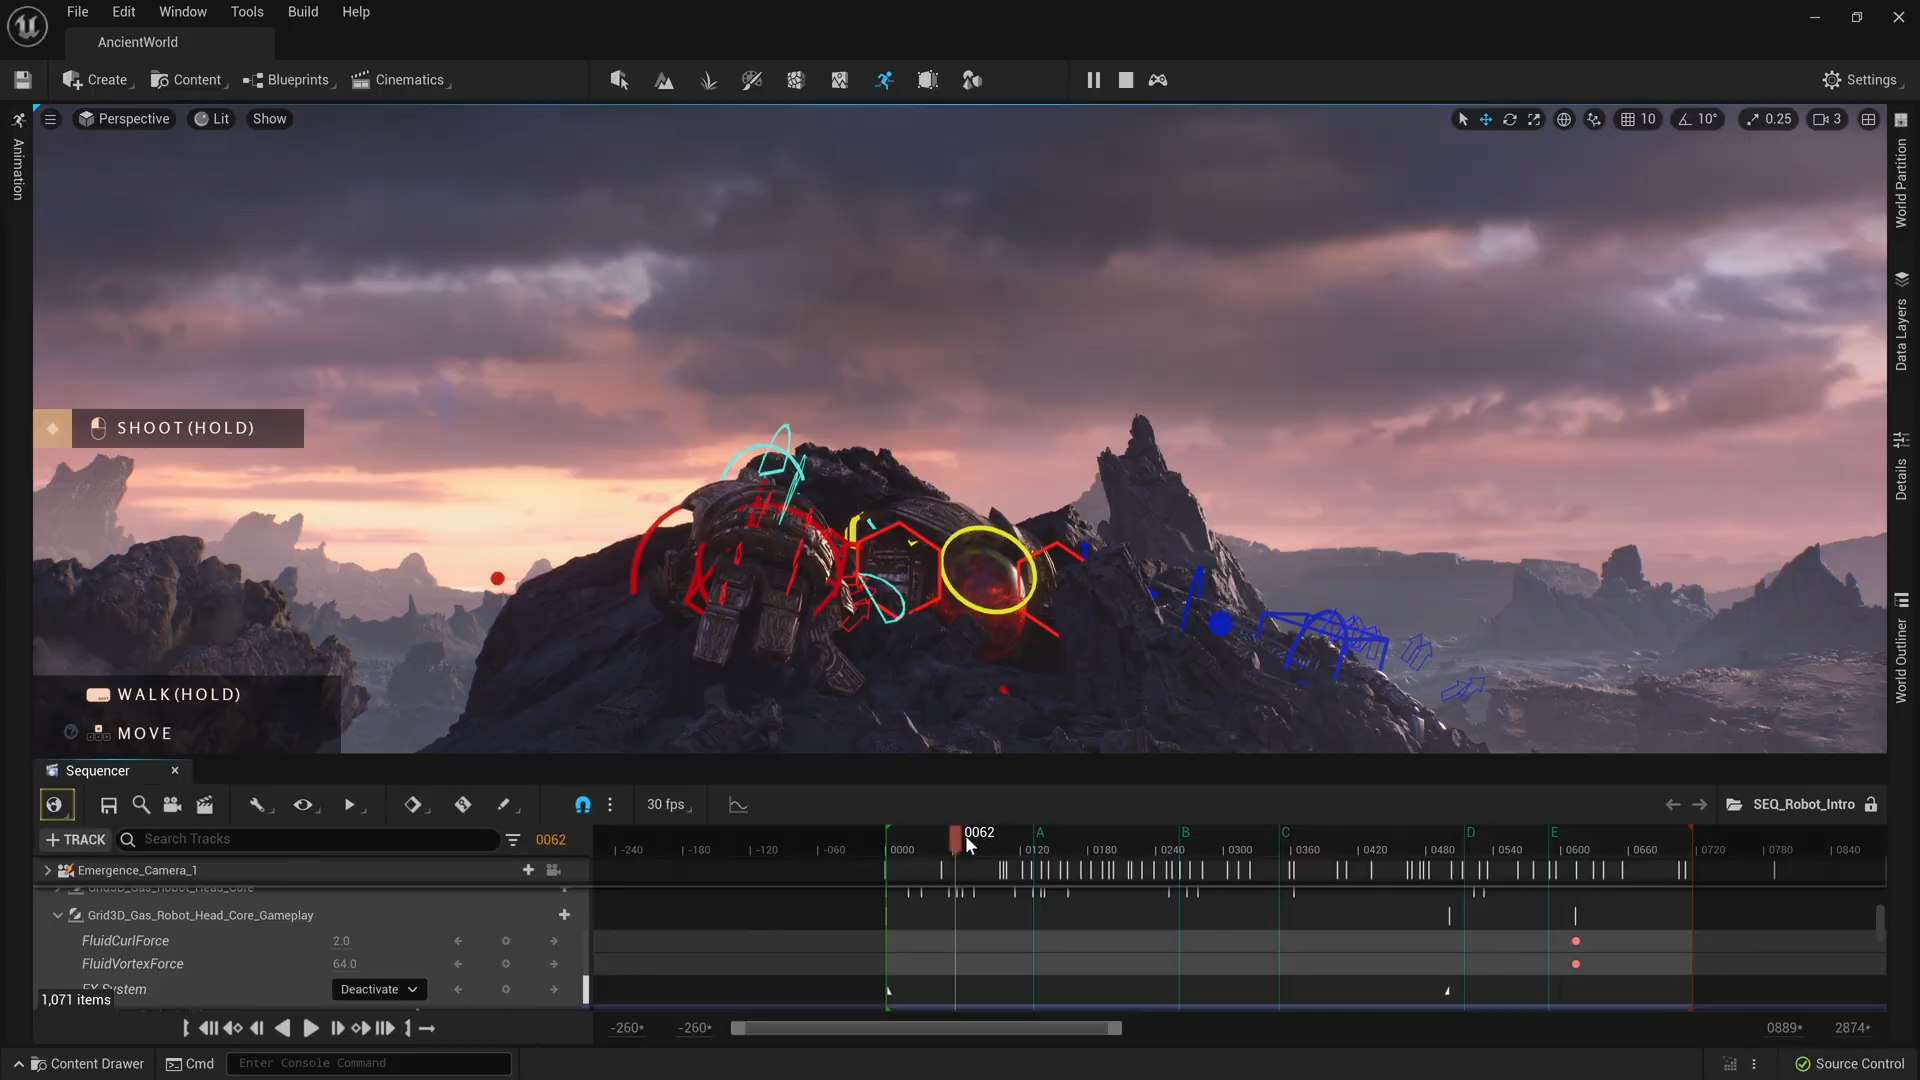 File Edit Window Tools Build Help
AncientWorld
Create Content Blueprints Cinematics Settings
Perspective Lit Show 10 10° 0.25 3
Animation
World Partition
Data Layers
Details
World Outliner
SHOOT(HOLD)
WALK(HOLD)
MOVE
Sequencer
30 fps SEQ_Robot_Intro
TRACK Search Tracks 0062
0062 A B C D E
-240 -180 -120 -060 0000 0120 0180 0240 0300 0360 0420 0480 0540 0600 0660 0720 0780 0840
Emergence_Camera_1
Grid3D_Gas_Robot_Head_Core
Grid3D_Gas_Robot_Head_Core_Gameplay
FluidCurlForce 2.0
FluidVortexForce 64.0
FX System Deactivate
1,071 items
-260* -260* 0889* 2874*
Content Drawer Cmd Enter Console Command Source Control